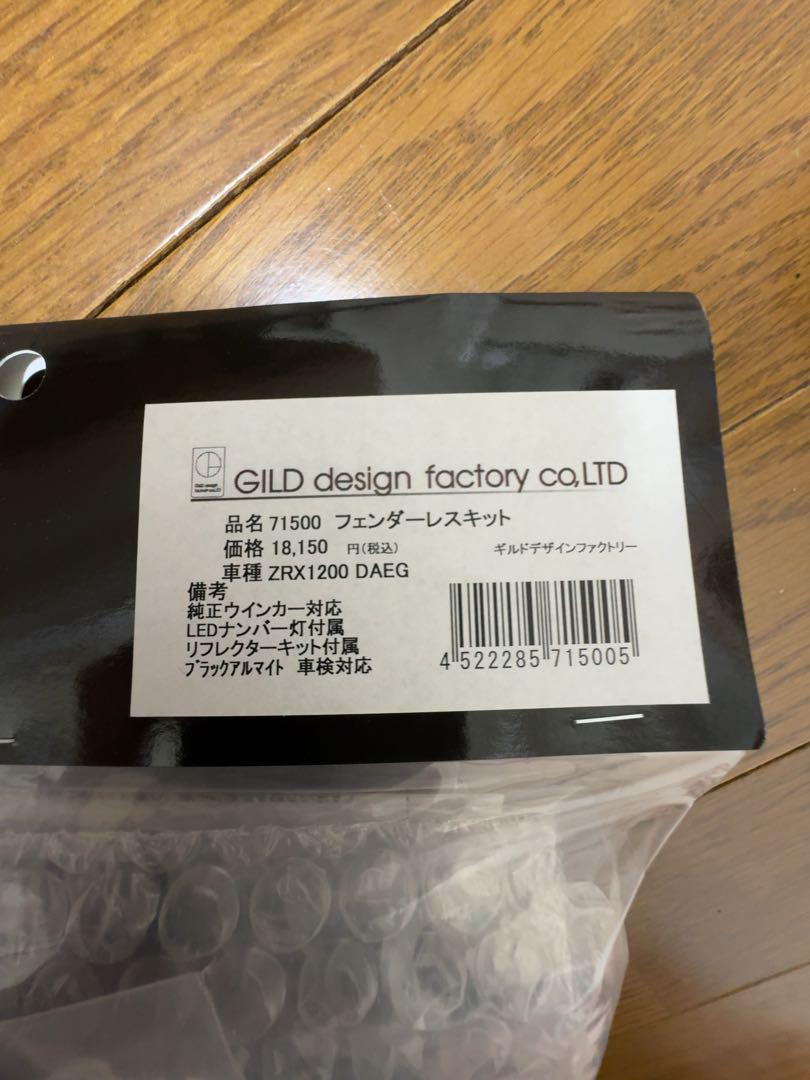 GILD design factory co,LTD
品名 71500 フェンダーレスキット
価格 18,150 円(税込) ギルドデザインファクトリー
車種 ZRX1200 DAEG
備考
純正ウインカー対応
LEDナンバー灯付属
リフレクターキット付属
ブラックアルマイト 車検対応
4 522285 715005